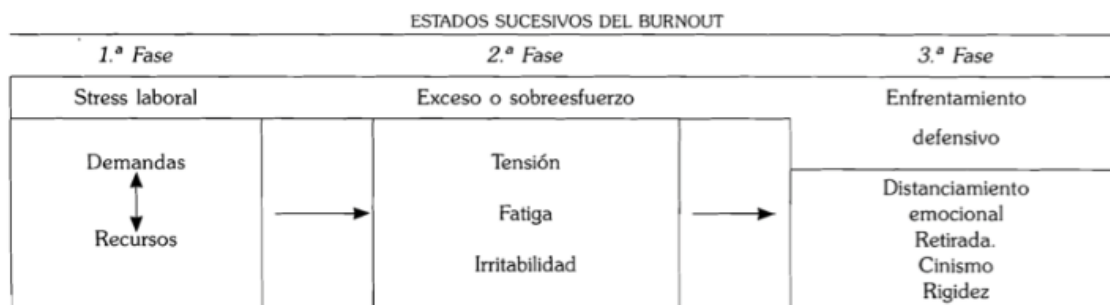 ESTADOS SUCESIVOS DEL BURNOUT
1.ª Fase 2.ª Fase 3.ª Fase
Stress laboral Exceso o sobreesfuerzo Enfrentamiento
defensivo
Demandas Tensión
Distanciamiento
Fatiga emocional
Recursos Retirada.
Irritabilidad Cinismo
Rigidez